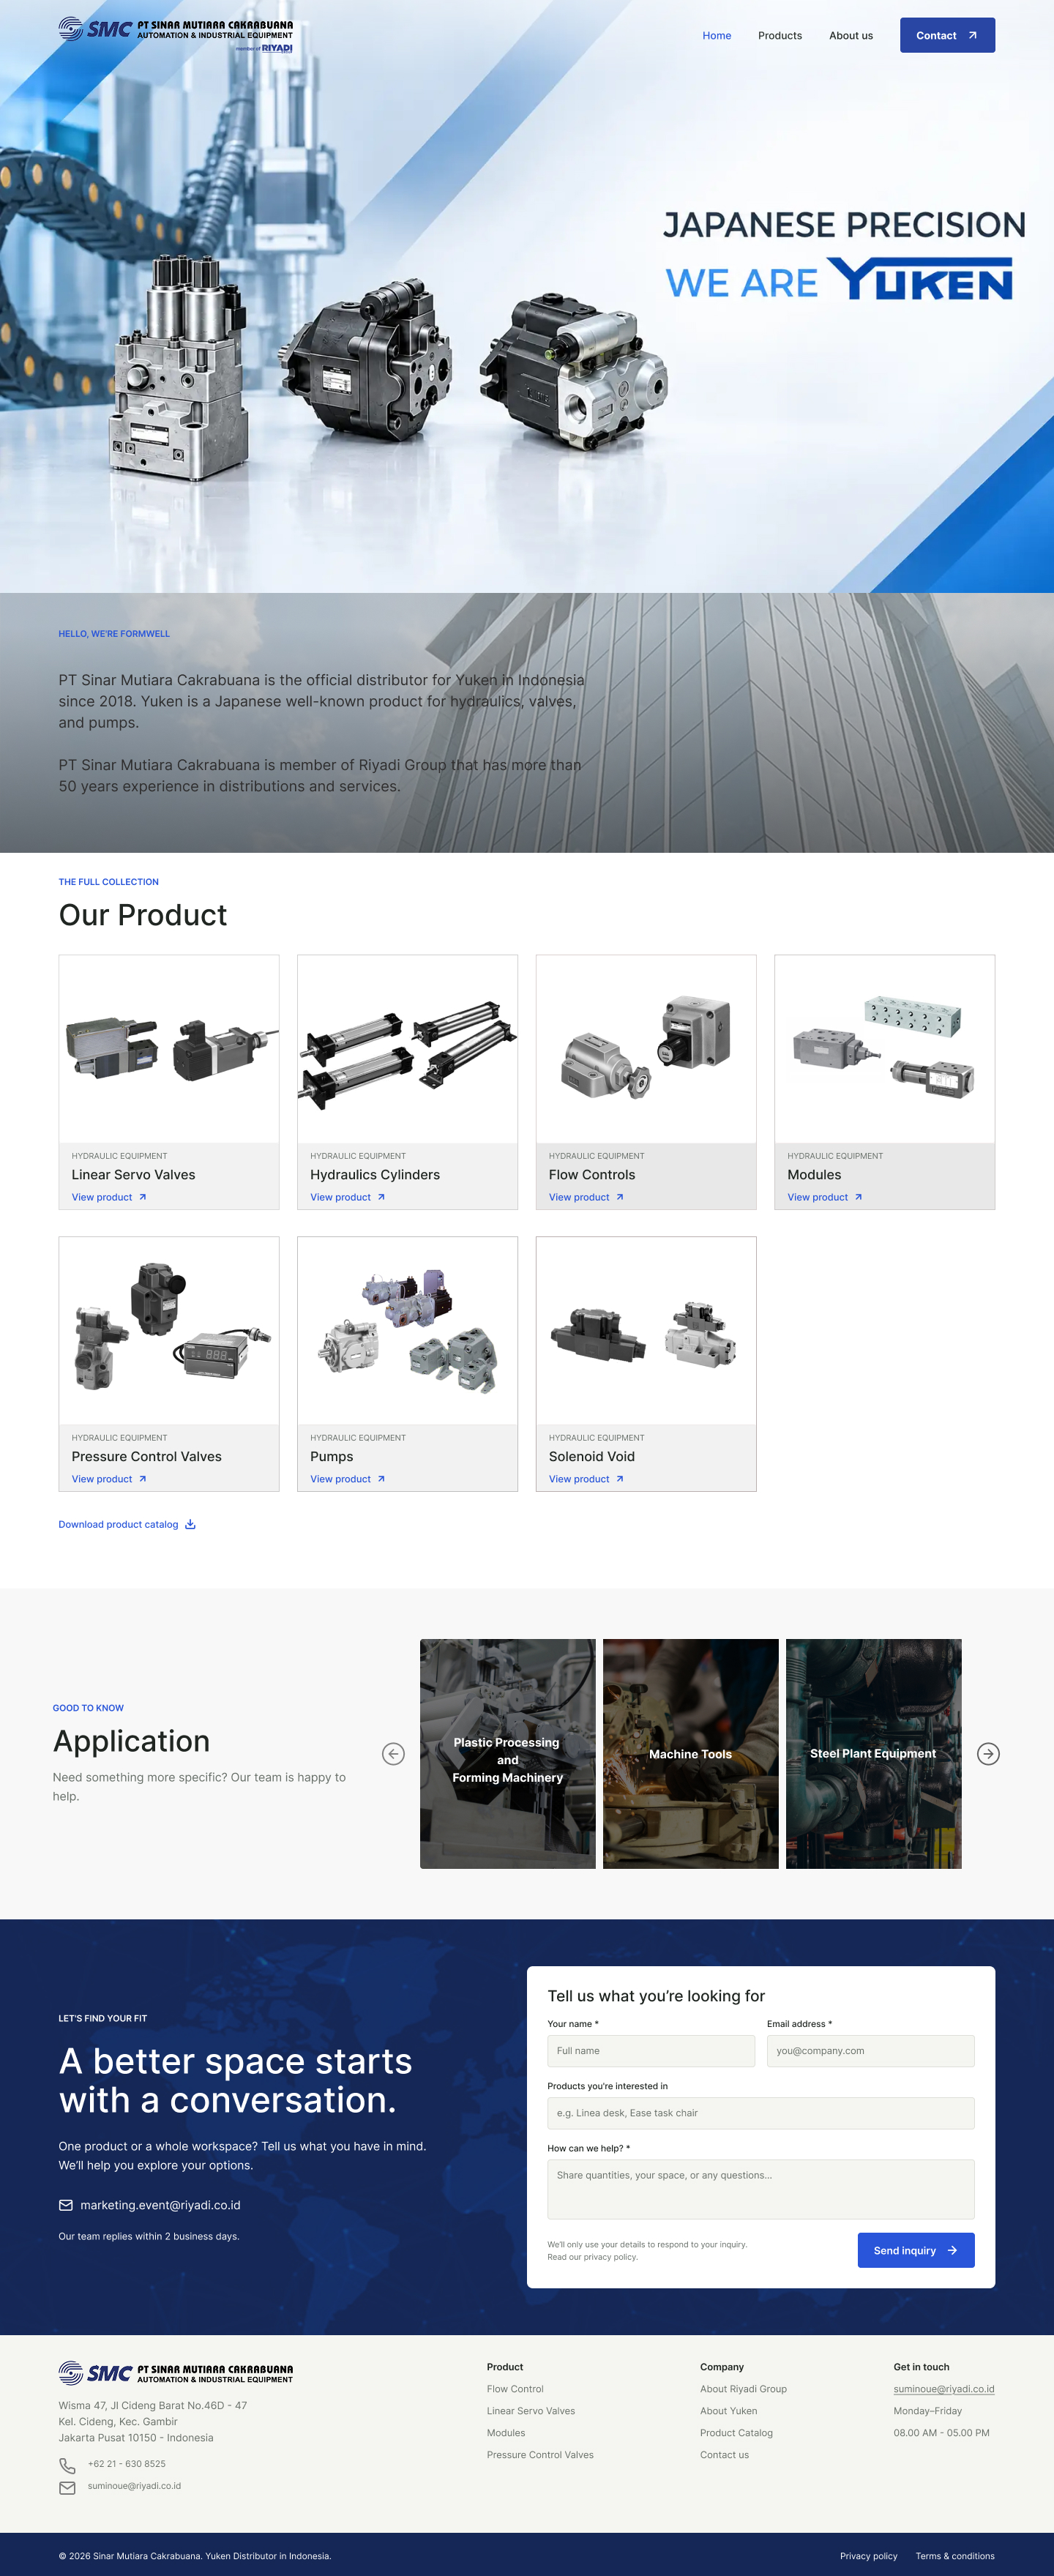 SMC PT SINAR MUTIARA CAKRABUANA
AUTOMATION & INDUSTRIAL EQUIPMENT
member of RIYADI
Home
Products
About us
Contact
JAPANESE PRECISION
WE ARE YUKEN
HELLO, WE'RE FORMWELL
PT Sinar Mutiara Cakrabuana is the official distributor for Yuken in Indonesia
since 2018. Yuken is a Japanese well-known product for hydraulics, valves,
and pumps.
PT Sinar Mutiara Cakrabuana is member of Riyadi Group that has more than
50 years experience in distributions and services.
THE FULL COLLECTION
Our Product
HYDRAULIC EQUIPMENT
Linear Servo Valves
View product
HYDRAULIC EQUIPMENT
Hydraulics Cylinders
View product
HYDRAULIC EQUIPMENT
Flow Controls
View product
HYDRAULIC EQUIPMENT
Modules
View product
HYDRAULIC EQUIPMENT
Pressure Control Valves
View product
HYDRAULIC EQUIPMENT
Pumps
View product
HYDRAULIC EQUIPMENT
Solenoid Void
View product
Download product catalog
GOOD TO KNOW
Application
Need something more specific? Our team is happy to
help.
Plastic Processing
and
Forming Machinery
Machine Tools
Steel Plant Equipment
LET'S FIND YOUR FIT
A better space starts
with a conversation.
One product or a whole workspace? Tell us what you have in mind.
We'll help you explore your options.
marketing.event@riyadi.co.id
Our team replies within 2 business days.
Tell us what you're looking for
Your name *
Email address *
Full name
you@company.com
Products you're interested in
e.g. Linea desk, Ease task chair
How can we help? *
Share quantities, your space, or any questions...
We'll only use your details to respond to your inquiry.
Read our privacy policy.
Send inquiry
SMC PT SINAR MUTIARA CAKRABUANA
AUTOMATION & INDUSTRIAL EQUIPMENT
Wisma 47, Jl Cideng Barat No.46D - 47
Kel. Cideng, Kec. Gambir
Jakarta Pusat 10150 - Indonesia
+62 21 - 630 8525
suminoue@riyadi.co.id
Product
Flow Control
Linear Servo Valves
Modules
Pressure Control Valves
Company
About Riyadi Group
About Yuken
Product Catalog
Contact us
Get in touch
suminoue@riyadi.co.id
Monday–Friday
08.00 AM - 05.00 PM
© 2026 Sinar Mutiara Cakrabuana. Yuken Distributor in Indonesia.
Privacy policy
Terms & conditions